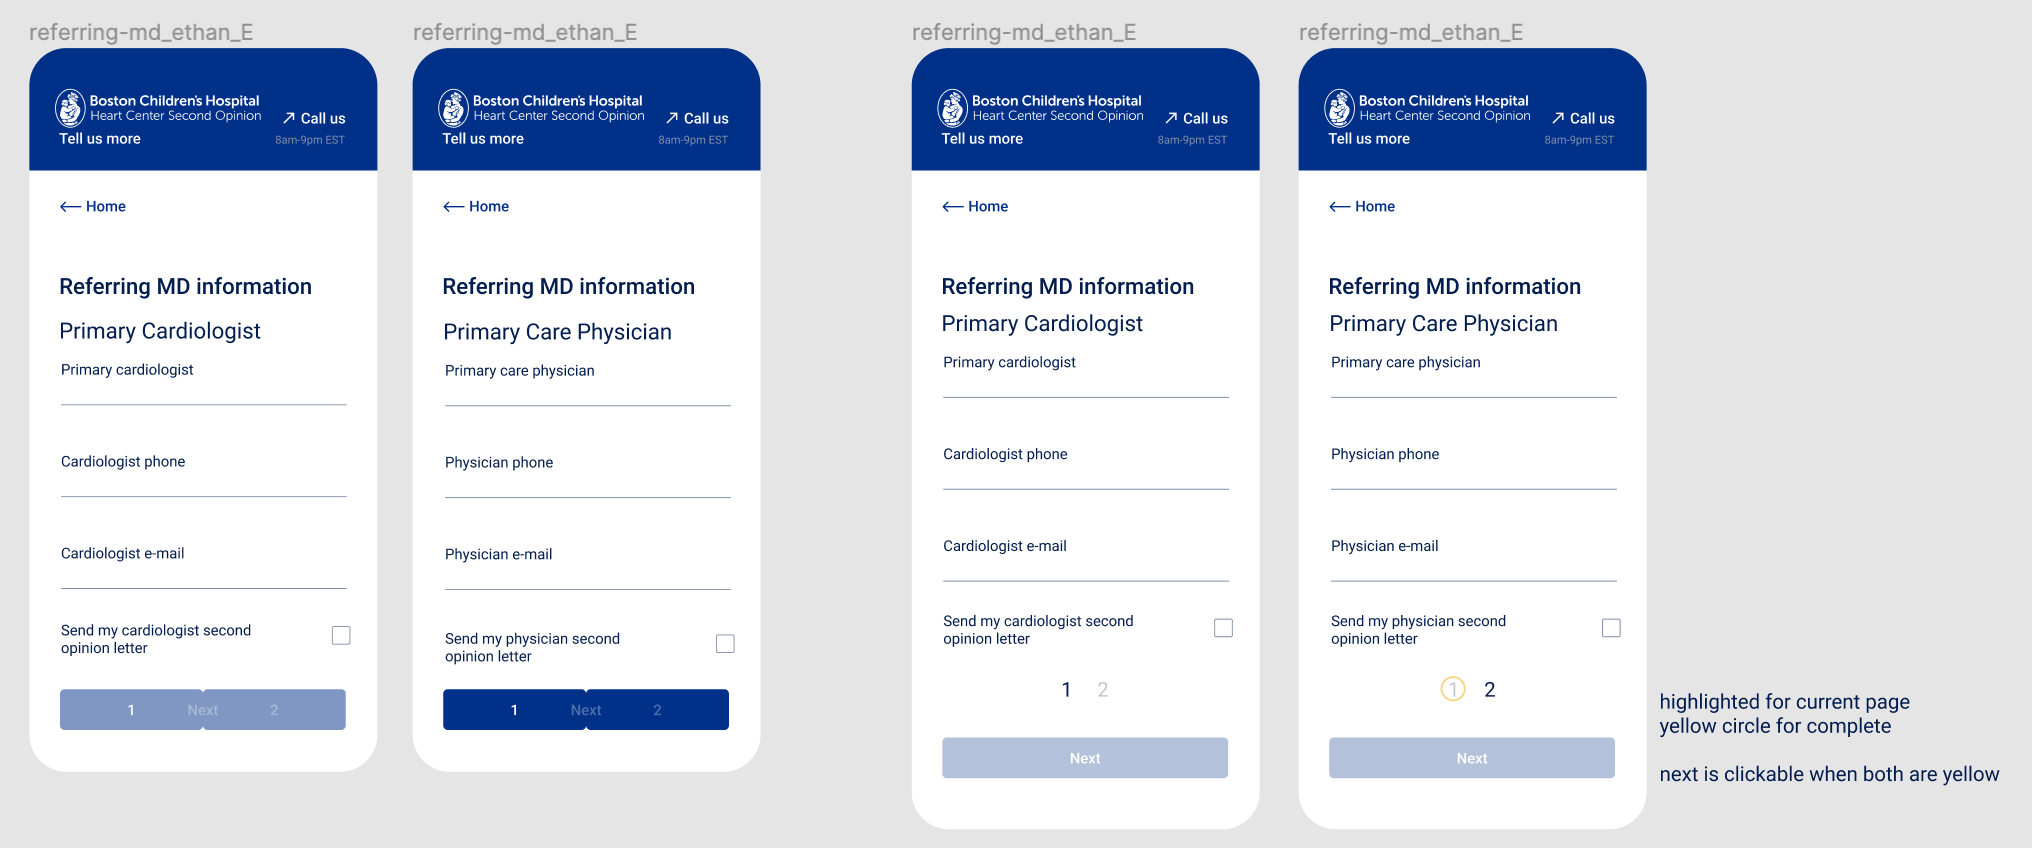 referring-md_ethan_E
Boston Children's Hospital
Heart Center Second Opinion
Tell us more
Call us
8am-9pm EST
Home
Referring MD information
Primary Cardiologist
Primary cardiologist
Cardiologist phone
Cardiologist e-mail
Send my cardiologist second
opinion letter
1 Next 2
referring-md_ethan_E
Boston Children's Hospital
Heart Center Second Opinion
Tell us more
Call us
8am-9pm EST
Home
Referring MD information
Primary Care Physician
Primary care physician
Physician phone
Physician e-mail
Send my physician second
opinion letter
1 Next 2
referring-md_ethan_E
Boston Children's Hospital
Heart Center Second Opinion
Tell us more
Call us
8am-9pm EST
Home
Referring MD information
Primary Cardiologist
Primary cardiologist
Cardiologist phone
Cardiologist e-mail
Send my cardiologist second
opinion letter
1 2
Next
referring-md_ethan_E
Boston Children's Hospital
Heart Center Second Opinion
Tell us more
Call us
8am-9pm EST
Home
Referring MD information
Primary Care Physician
Primary care physician
Physician phone
Physician e-mail
Send my physician second
opinion letter
1 2
Next
highlighted for current page
yellow circle for complete
next is clickable when both are yellow